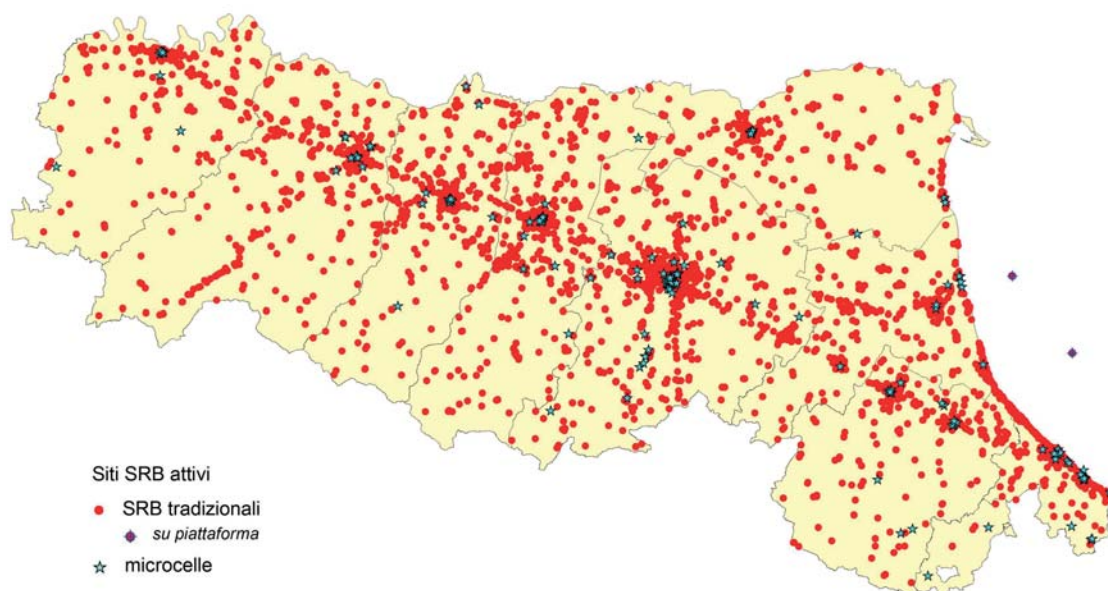 Siti SRB attivi
SRB tradizionali
su piattaforma
microcelle